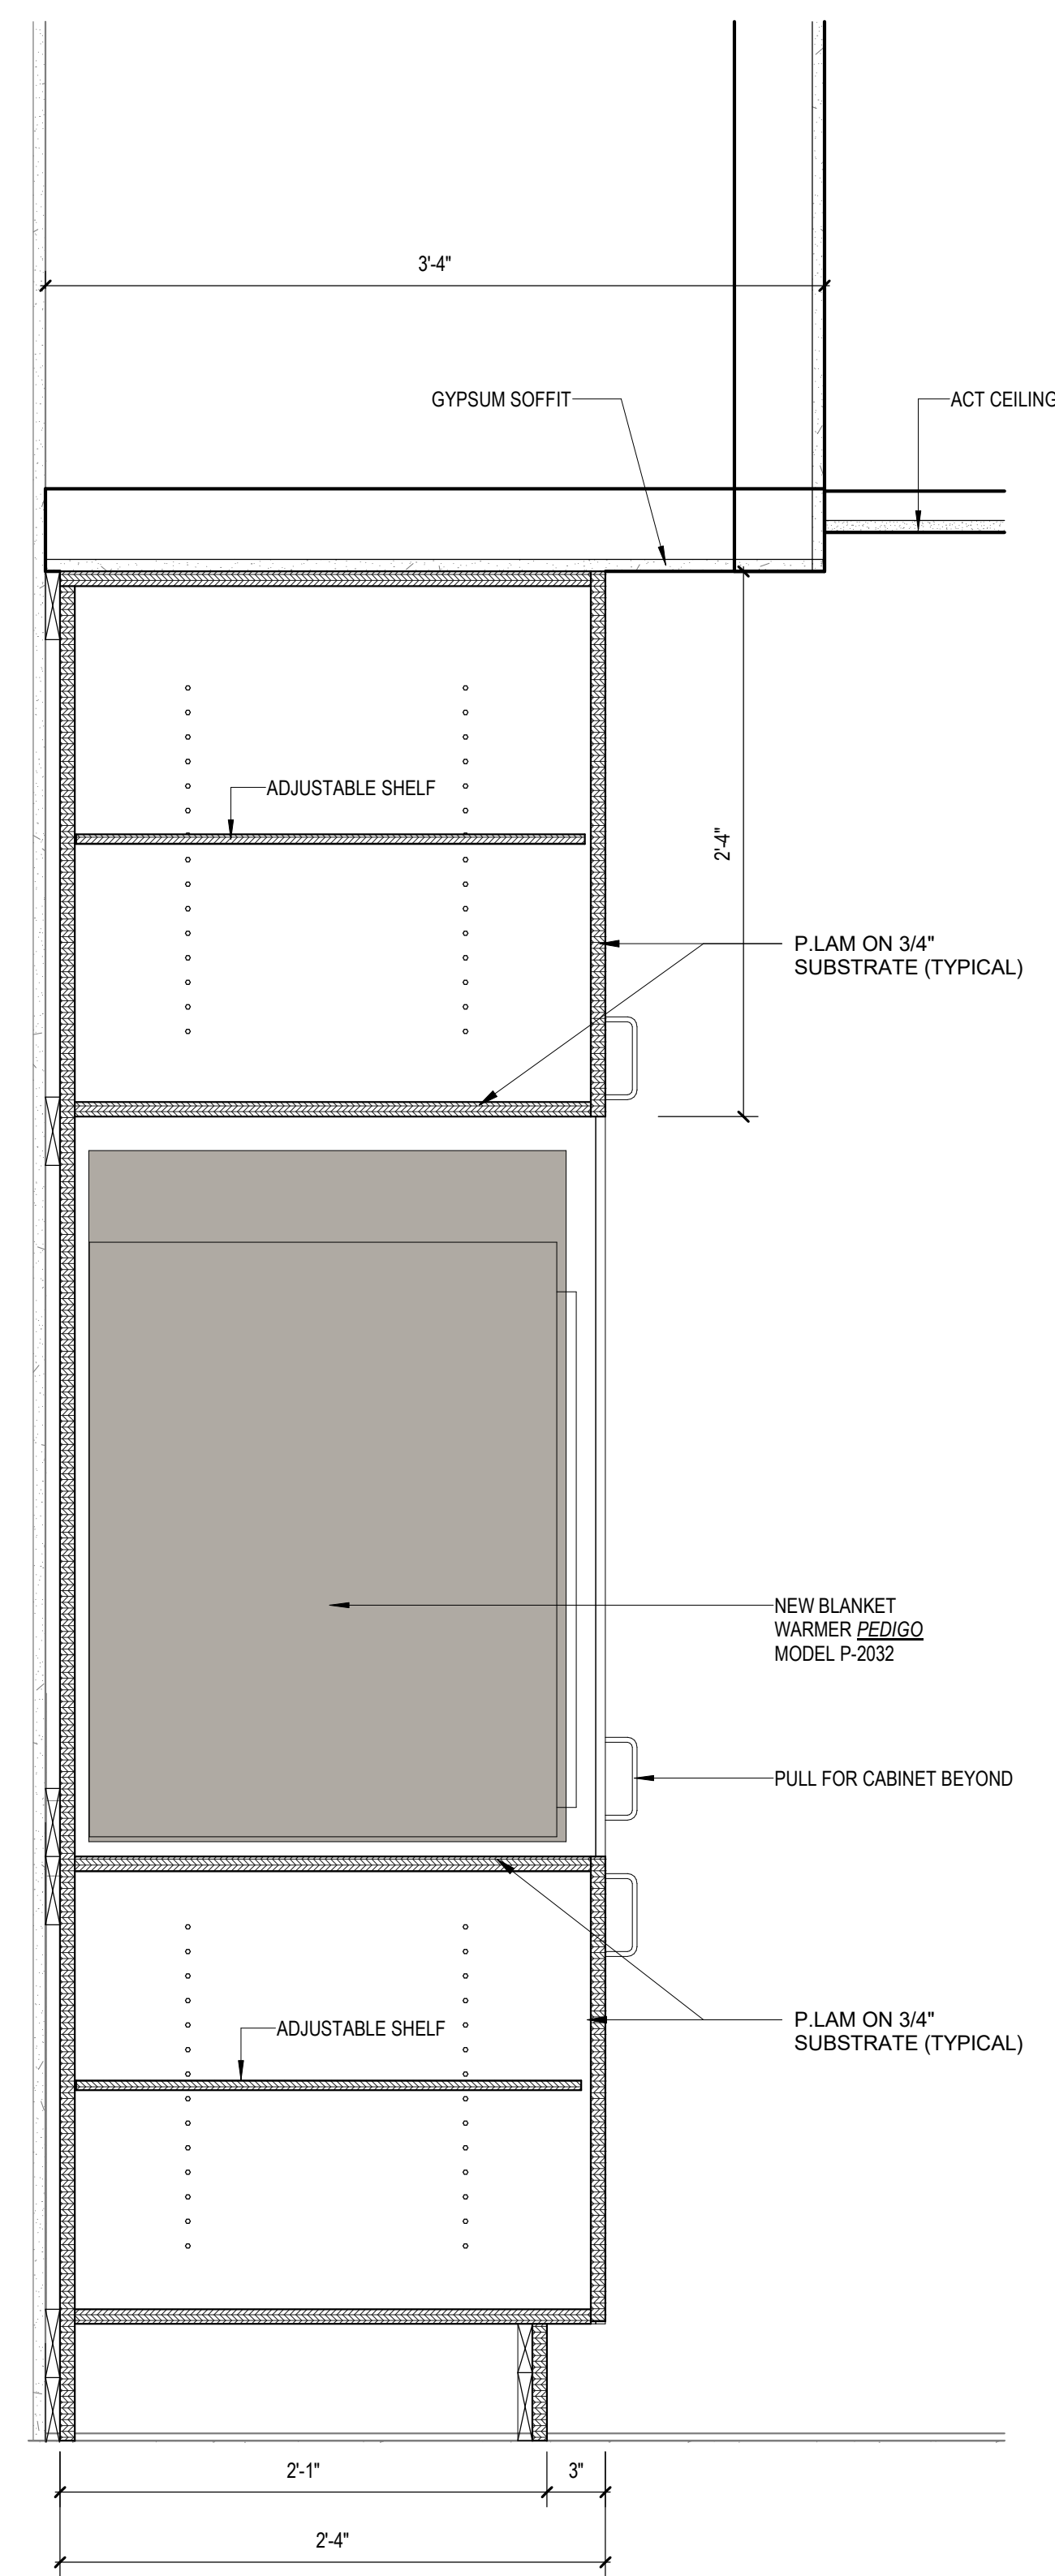 3'-4"
GYPSUM SOFFIT
ACT CEILING
ADJUSTABLE SHELF
2'-4"
P.LAM ON 3/4"
SUBSTRATE (TYPICAL)
NEW BLANKET
WARMER PEDIGO
MODEL P-2032
PULL FOR CABINET BEYOND
P.LAM ON 3/4"
SUBSTRATE (TYPICAL)
ADJUSTABLE SHELF
2'-1"
3"
2'-4"